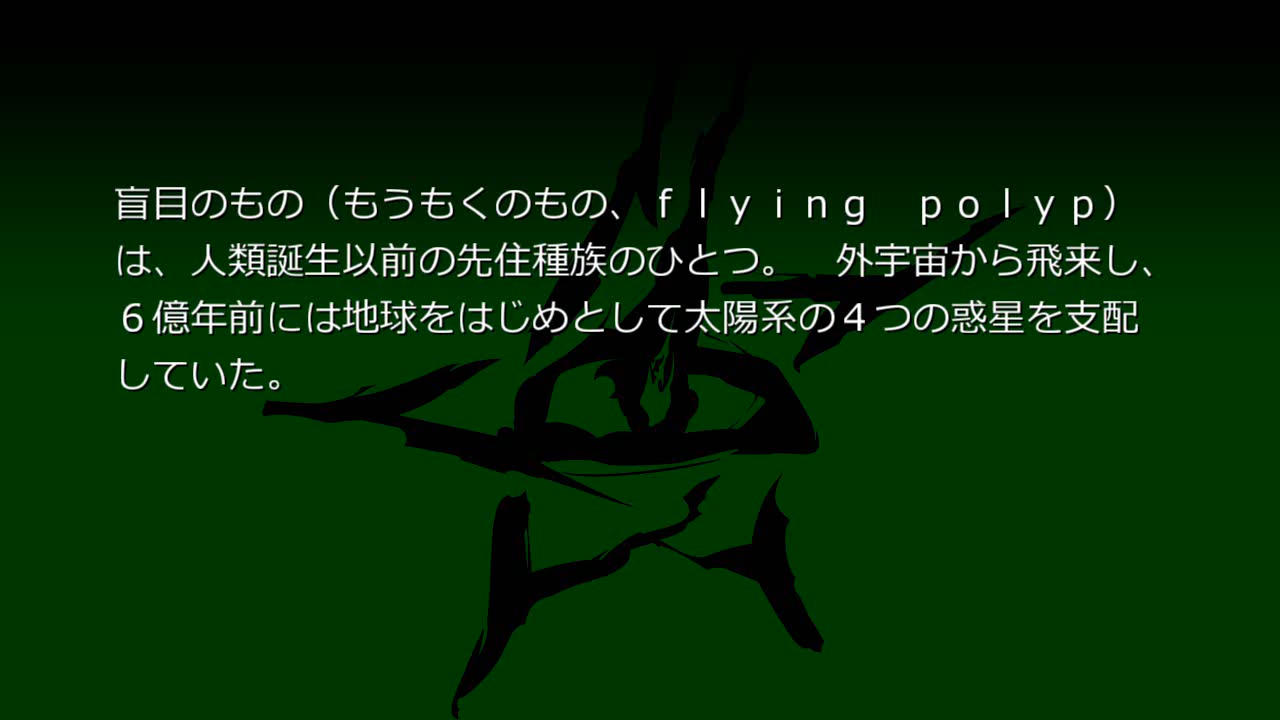 盲目のもの（もうもくのもの、ｆｌｙｉｎｇ　ｐｏｌｙｐ）
は、人類誕生以前の先住種族のひとつ。　外宇宙から飛来し、
６億年前には地球をはじめとして太陽系の４つの惑星を支配
していた。